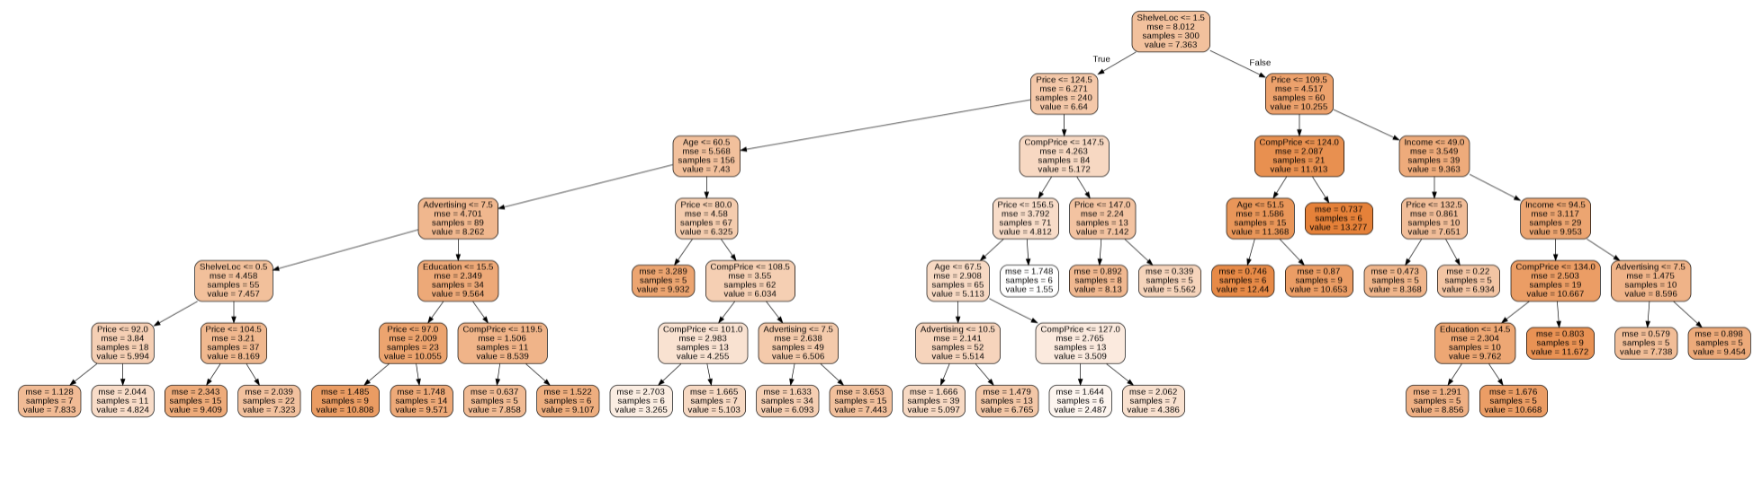 ShelveLoc <= 1.5
mse = 8.012
samples = 300
value = 7.363
True
False
Price <= 124.5
mse = 6.271
samples = 240
value = 6.64
Price <= 109.5
mse = 4.517
samples = 60
value = 10.255
Age <= 60.5
mse = 5.568
samples = 156
value = 7.43
CompPrice <= 147.5
mse = 4.263
samples = 84
value = 5.172
CompPrice <= 124.0
mse = 2.087
samples = 21
value = 11.913
Income <= 49.0
mse = 3.549
samples = 39
value = 9.363
Advertising <= 7.5
mse = 4.701
samples = 89
value = 8.262
Price <= 80.0
mse = 4.58
samples = 67
value = 6.325
Price <= 156.5
mse = 3.792
samples = 71
value = 4.812
Price <= 147.0
mse = 2.24
samples = 13
value = 7.142
Age <= 51.5
mse = 1.586
samples = 15
value = 11.368
mse = 0.737
samples = 6
value = 13.277
Price <= 132.5
mse = 0.861
samples = 10
value = 7.651
Income <= 94.5
mse = 3.117
samples = 29
value = 9.953
ShelveLoc <= 0.5
mse = 4.458
samples = 55
value = 7.457
Education <= 15.5
mse = 2.349
samples = 34
value = 9.564
mse = 3.289
samples = 5
value = 9.932
CompPrice <= 108.5
mse = 3.55
samples = 62
value = 6.034
Age <= 67.5
mse = 2.908
samples = 65
value = 5.113
mse = 1.748
samples = 6
value = 1.55
mse = 0.892
samples = 8
value = 8.13
mse = 0.339
samples = 5
value = 5.562
mse = 0.746
samples = 6
value = 12.44
mse = 0.87
samples = 9
value = 10.653
mse = 0.473
samples = 5
value = 8.368
mse = 0.22
samples = 5
value = 6.934
CompPrice <= 134.0
mse = 2.503
samples = 19
value = 10.667
Advertising <= 7.5
mse = 1.475
samples = 10
value = 8.596
Price <= 92.0
mse = 3.84
samples = 18
value = 5.994
Price <= 104.5
mse = 3.21
samples = 37
value = 8.169
Price <= 97.0
mse = 2.009
samples = 23
value = 10.055
CompPrice <= 119.5
mse = 1.506
samples = 11
value = 8.539
CompPrice <= 101.0
mse = 2.983
samples = 13
value = 4.255
Advertising <= 7.5
mse = 2.638
samples = 49
value = 6.506
Advertising <= 10.5
mse = 2.141
samples = 52
value = 5.514
CompPrice <= 127.0
mse = 2.765
samples = 13
value = 3.509
Education <= 14.5
mse = 2.304
samples = 10
value = 9.762
mse = 0.803
samples = 9
value = 11.672
mse = 0.579
samples = 5
value = 7.738
mse = 0.898
samples = 5
value = 9.454
mse = 1.128
samples = 7
value = 7.833
mse = 2.044
samples = 11
value = 4.824
mse = 2.343
samples = 15
value = 9.409
mse = 2.039
samples = 22
value = 7.323
mse = 1.485
samples = 9
value = 10.808
mse = 1.748
samples = 14
value = 9.571
mse = 0.637
samples = 5
value = 7.858
mse = 1.522
samples = 6
value = 9.107
mse = 2.703
samples = 6
value = 3.265
mse = 1.665
samples = 7
value = 5.103
mse = 1.633
samples = 34
value = 6.093
mse = 3.653
samples = 15
value = 7.443
mse = 1.666
samples = 39
value = 5.097
mse = 1.479
samples = 13
value = 6.765
mse = 1.644
samples = 6
value = 2.487
mse = 2.062
samples = 7
value = 4.386
mse = 1.291
samples = 5
value = 8.856
mse = 1.676
samples = 5
value = 10.668